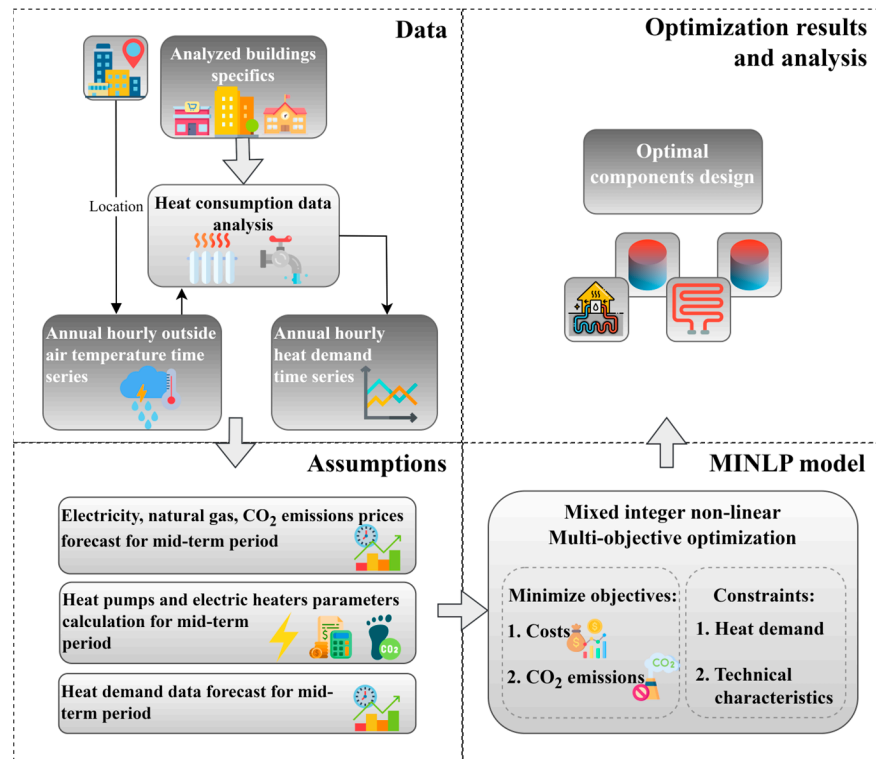 Data
Analyzed buildings
specifics
Location
Heat consumption data
analysis
Annual hourly outside
air temperature time
series
Annual hourly
heat demand
time series
Optimization results
and analysis
Optimal
components design
Assumptions
Electricity, natural gas, CO₂ emissions prices
forecast for mid-term period
Heat pumps and electric heaters parameters
calculation for mid-term
period
CO₂
Heat demand data forecast for mid-
term period
MINLP model
Mixed integer non-linear
Multi-objective optimization
Minimize objectives:
1. Costs
2. CO₂ emissions
CO₂
Constraints:
1. Heat demand
2. Technical
characteristics